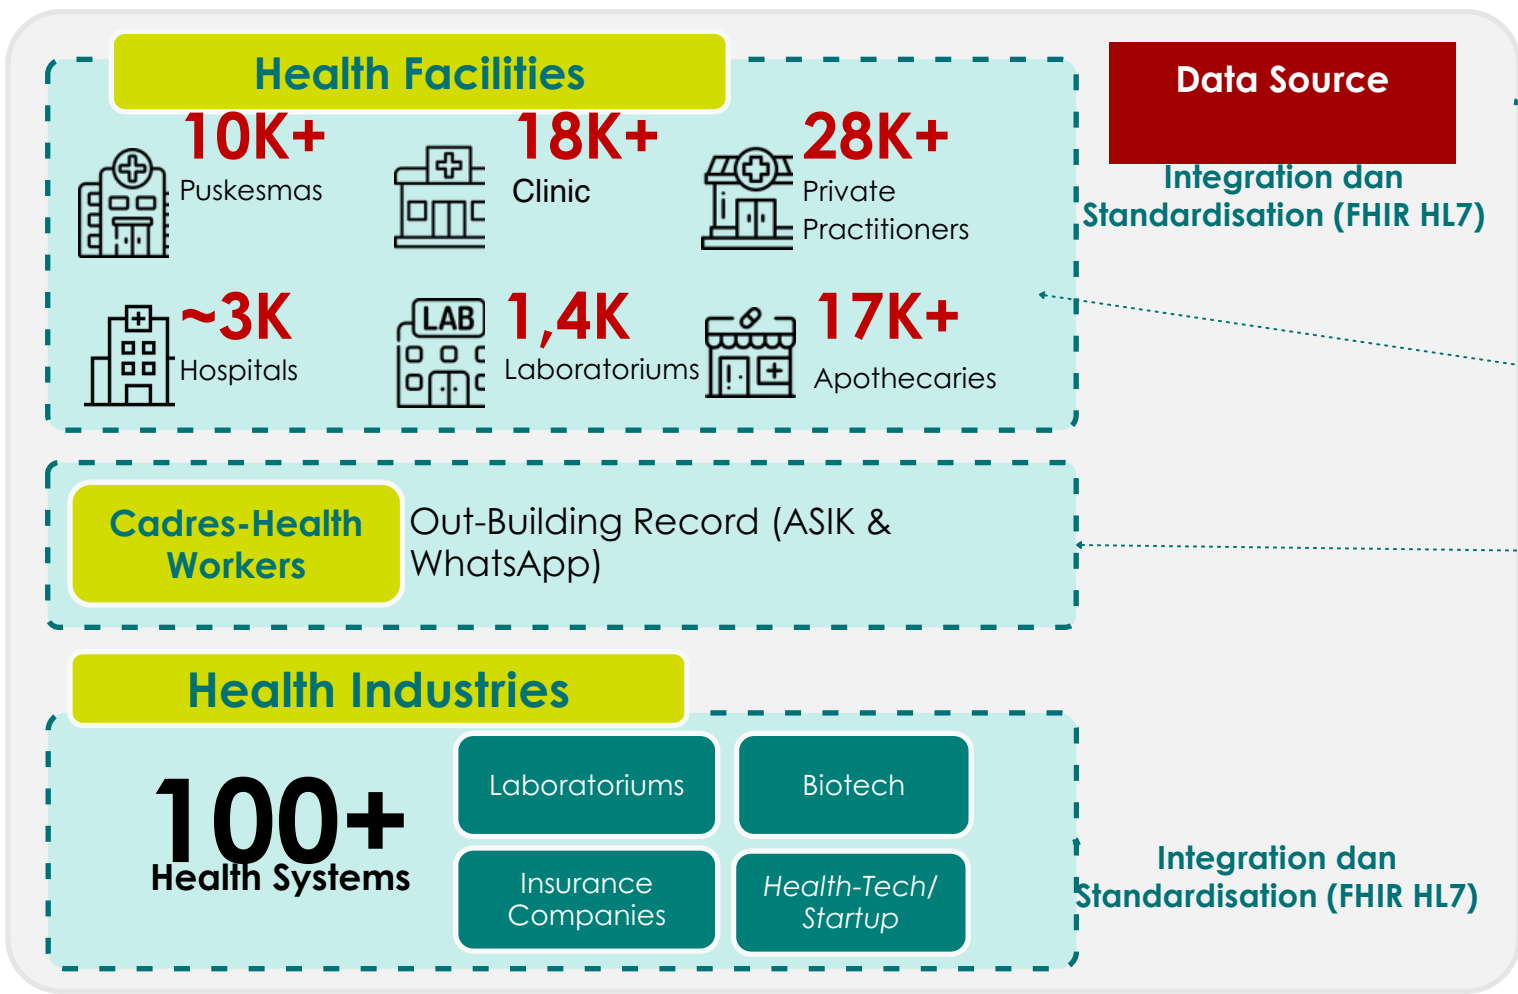 Health Facilities
Data Source
10K+
Puskesmas
18K+
Clinic
28K+
Private
Practitioners
Integration dan
Standardisation (FHIR HL7)
~3K
Hospitals
LAB
1,4K
Laboratoriums
17K+
Apothecaries
Cadres-Health
Workers
Out-Building Record (ASIK &
WhatsApp)
Health Industries
100+
Health Systems
Laboratoriums
Biotech
Insurance
Companies
Health-Tech/
Startup
Integration dan
Standardisation (FHIR HL7)